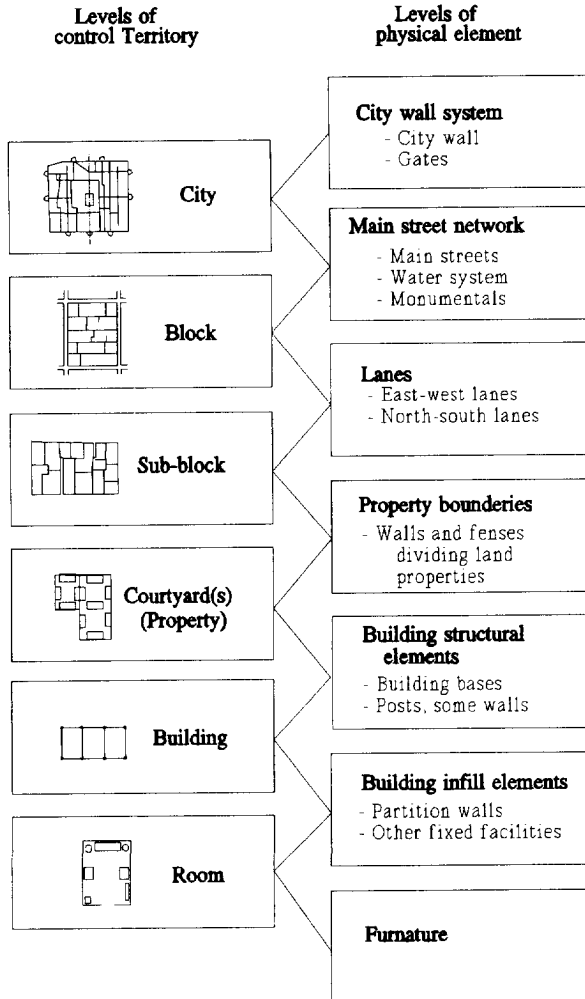 Levels of
control Territory
Levels of
physical element
City wall system
- City wall
- Gates
City
Main street network
- Main streets
- Water system
- Monumentals
Block
Lanes
- East-west lanes
- North-south lanes
Sub-block
Property bounderies
- Walls and fenses
dividing land
properties
Courtyard(s)
(Property)
Building structural
elements
- Building bases
- Posts, some walls
Building
Building infill elements
- Partition walls
- Other fixed facilities
Room
Furnature